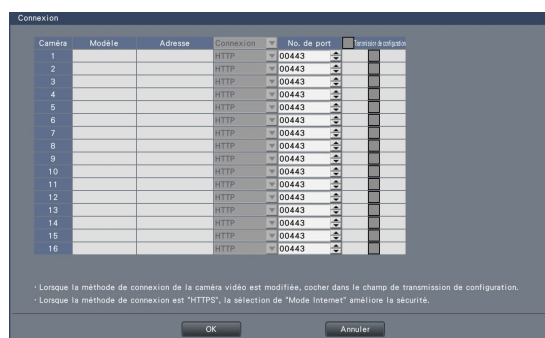 Connexion
Caméra Modèle Adresse Connexion No. de port Transmission de configuration
1 HTTP 00443
2 HTTP 00443
3 HTTP 00443
4 HTTP 00443
5 HTTP 00443
6 HTTP 00443
7 HTTP 00443
8 HTTP 00443
9 HTTP 00443
10 HTTP 00443
11 HTTP 00443
12 HTTP 00443
13 HTTP 00443
14 HTTP 00443
15 HTTP 00443
16 HTTP 00443
· Lorsque la méthode de connexion de la caméra vidéo est modifiée, cocher dans le champ de transmission de configuration.
· Lorsque la méthode de connexion est "HTTPS", la sélection de "Mode Internet" améliore la sécurité.
OK Annuler